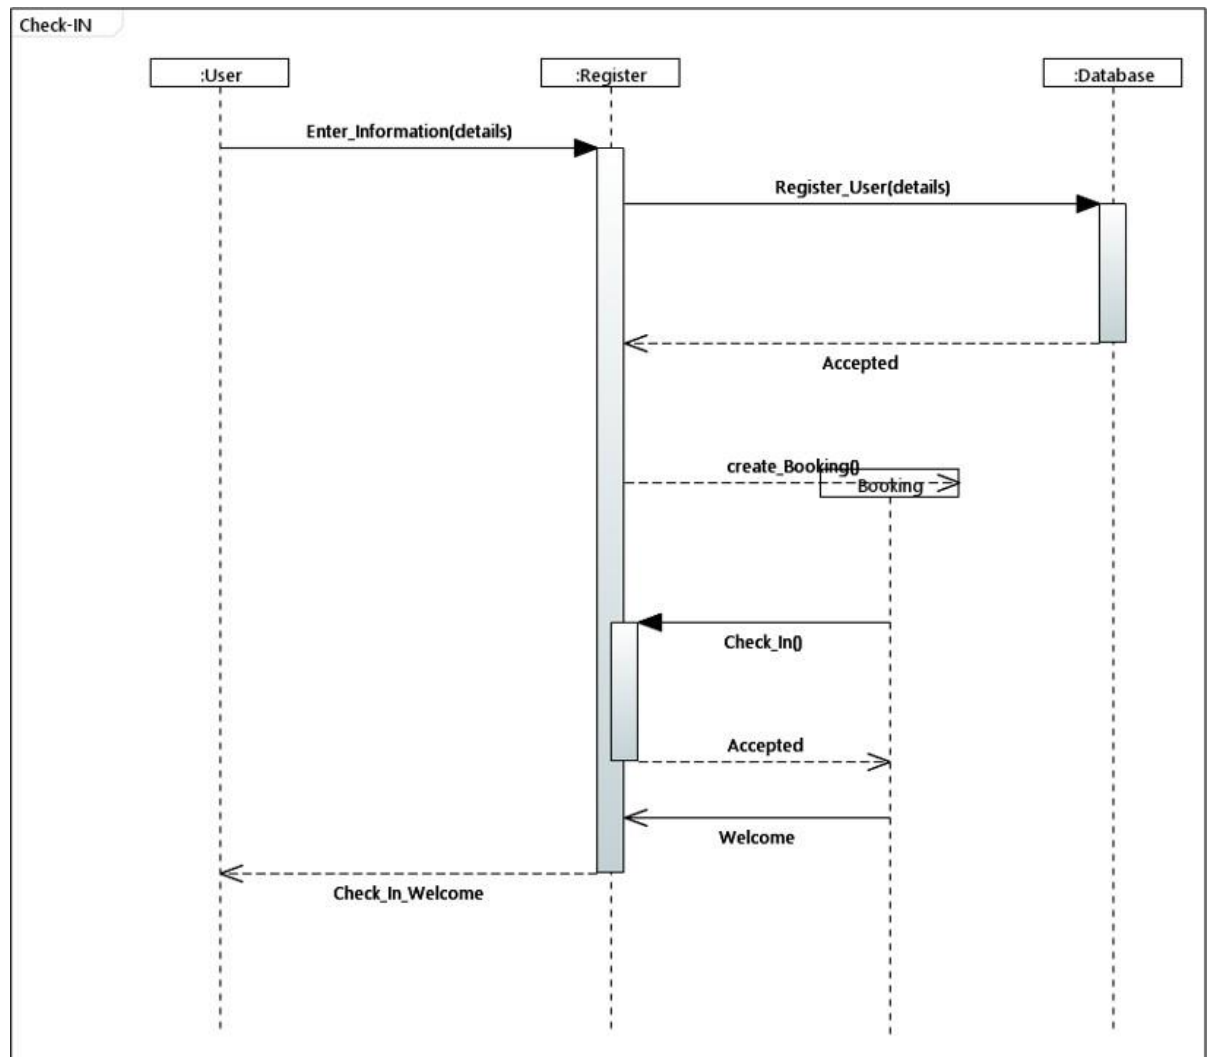 Check-IN
:User
:Register
:Database
Enter_Information(details)
Register_User(details)
Accepted
create_Booking()
Booking
Check_In()
Accepted
Welcome
Check_In_Welcome